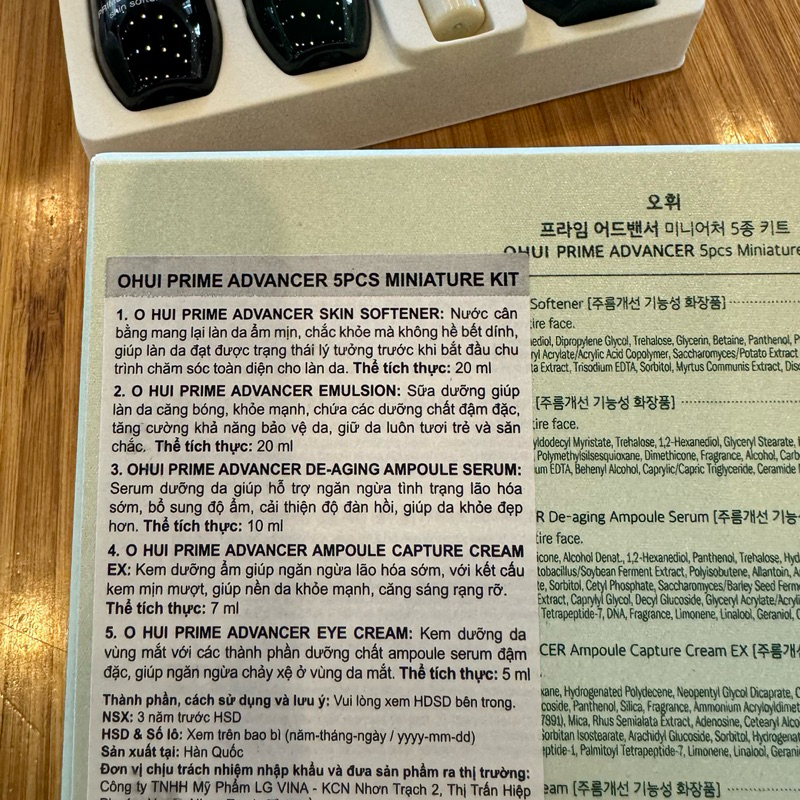 오휘
프라임 어드밴서 미니어처 5종 키트
OHUI PRIME ADVANCER 5pcs Miniature
OHUI PRIME ADVANCER 5PCS MINIATURE KIT
1. O HUI PRIME ADVANCER SKIN SOFTENER: Nước cân
bằng mang lại làn da ẩm mịn, chắc khỏe mà không hề bết dính,
giúp làn da đạt được trạng thái lý tưởng trước khi bắt đầu chu
trình chăm sóc toàn diện cho làn da. Thể tích thực: 20 ml
2. O HUI PRIME ADVANCER EMULSION: Sữa dưỡng giúp
làn da căng bóng, khỏe mạnh, chứa các dưỡng chất đậm đặc,
tăng cường khả năng bảo vệ da, giữ da luôn tươi trẻ và săn
chắc. Thể tích thực: 20 ml
3. OHUI PRIME ADVANCER DE-AGING AMPOULE SERUM:
Serum dưỡng da giúp hỗ trợ ngăn ngừa tình trạng lão hóa
sớm, bổ sung độ ẩm, cải thiện độ đàn hồi, giúp da khỏe đẹp
hơn. Thể tích thực: 10 ml
4. O HUI PRIME ADVANCER AMPOULE CAPTURE CREAM
EX: Kem dưỡng ẩm giúp ngăn ngừa lão hóa sớm, với kết cấu
kem mịn mượt, giúp nền da khỏe mạnh, căng sáng rạng rỡ.
Thể tích thực: 7 ml
5. O HUI PRIME ADVANCER EYE CREAM: Kem dưỡng da
vùng mắt với các thành phần dưỡng chất ampoule serum đậm
đặc, giúp ngăn ngừa chảy xệ ở vùng da mắt. Thể tích thực: 5 ml
Thành phần, cách sử dụng và lưu ý: Vui lòng xem HDSD bên trong.
NSX: 3 năm trước HSD
HSD & Số lô: Xem trên bao bì (năm-tháng-ngày / yyyy-mm-dd)
Sản xuất tại: Hàn Quốc
Đơn vị chịu trách nhiệm nhập khẩu và đưa sản phẩm ra thị trường:
Công ty TNHH Mỹ Phẩm LG VINA - KCN Nhơn Trạch 2, Thị Trấn Hiệp
Softener [주름개선 기능성 화장품]
ire face.
Dipropylene Glycol, Trehalose, Glycerin, Betaine, Panthenol,
Acrylate/Acrylic Acid Copolymer, Saccharomyces/Potato Extract
Extract, Trisodium EDTA, Sorbitol, Myrtus Communis Extract,
[주름개선 기능성 화장품]
ire face.
Myristate, Trehalose, 1,2-Hexanediol, Glyceryl Stearate,
Polymethylsilsesquioxane, Dimethicone, Fragrance, Alcohol,
EDTA, Behenyl Alcohol, Caprylic/Capric Triglyceride, Ceramide
R De-aging Ampoule Serum [주름개선
ire face.
Alcohol Denat., 1,2-Hexanediol, Panthenol, Trehalose,
Ferment Extract, Polyisobutene, Allantoin,
Sorbitol, Cetyl Phosphate, Saccharomyces/Barley Seed
Extract, Caprylyl Glycol, Decyl Glucoside, Glyceryl
Tetrapeptide-7, DNA, Fragrance, Limonene, Linalool, Geraniol,
CER Ampoule Capture Cream EX
Hydrogenated Polydecene, Neopentyl Glycol Dicaprate,
Panthenol, Silica, Fragrance, Ammonium
Mica, Rhus Semialata Extract, Adenosine, Cetearyl
Sorbitan Isostearate, Arachidyl Glucoside, Sorbitol,
Palmitoyl Tetrapeptide-7, Limonene, Linalool,
eam [주름개선 기능성 화장품]